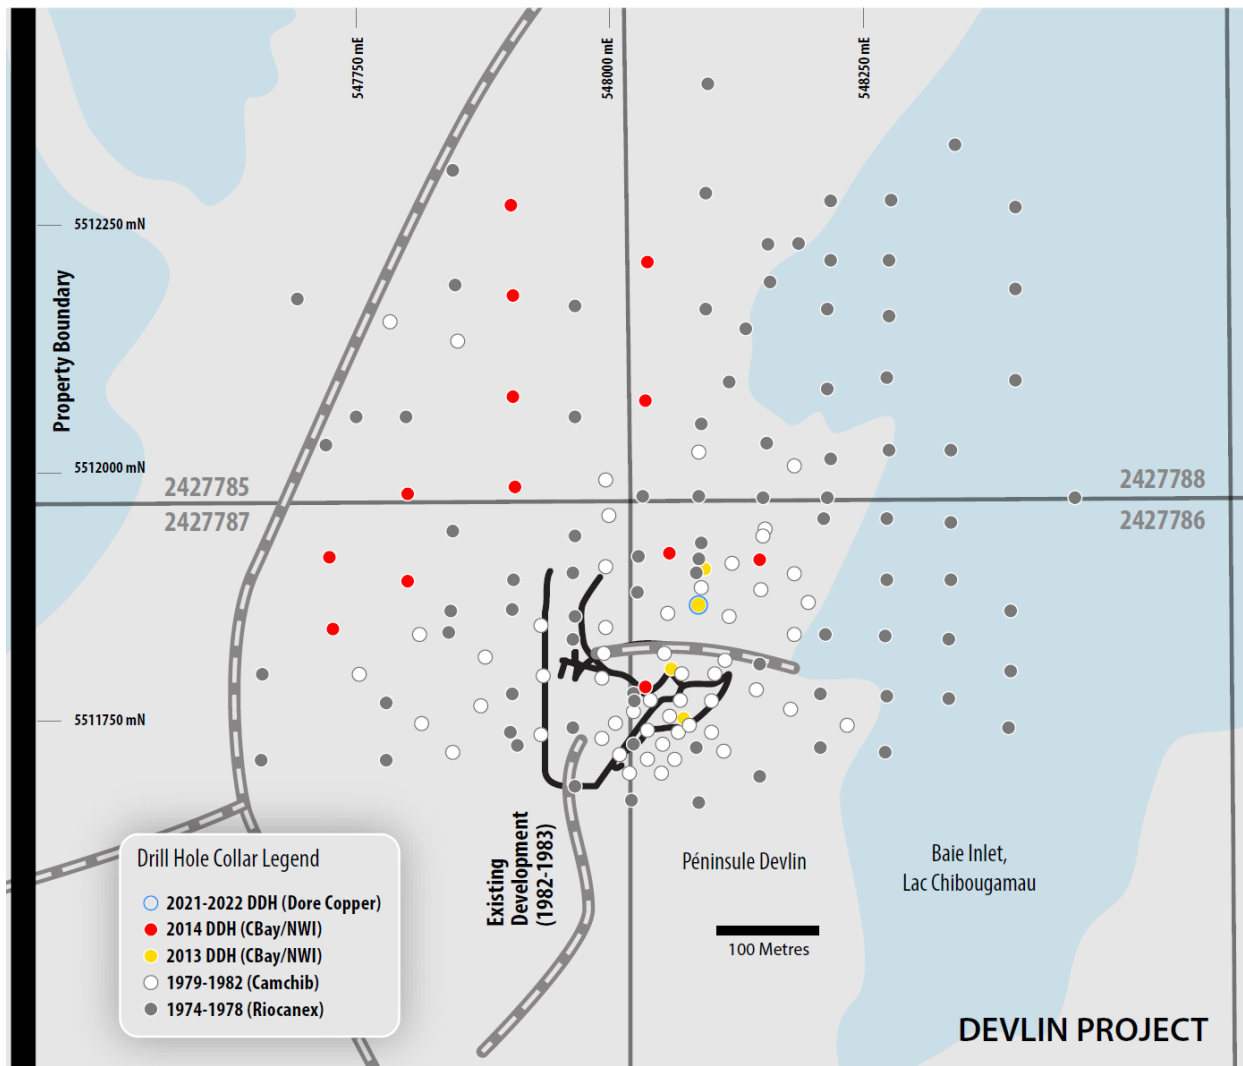 547750 mE
548000 mE
548250 mE
5512250 mN
Property Boundary
5512000 mN
2427785
2427788
2427787
2427786
5511750 mN
Existing
Development
(1982-1983)
Péninsule Devlin
Baie Inlet,
Lac Chibougamau
100 Metres
Drill Hole Collar Legend
2021-2022 DDH (Dore Copper)
2014 DDH (CBay/NWI)
2013 DDH (CBay/NWI)
1979-1982 (Camchib)
1974-1978 (Riocanex)
DEVLIN PROJECT